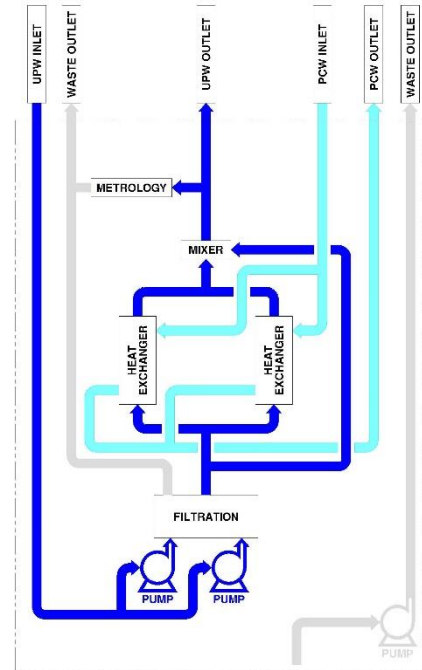 UPW INLET
WASTE OUTLET
UPW OUTLET
PCW INLET
PCW OUTLET
WASTE OUTLET
METROLOGY
MIXER
HEAT
EXCHANGER
HEAT
EXCHANGER
FILTRATION
PUMP
PUMP
PUMP